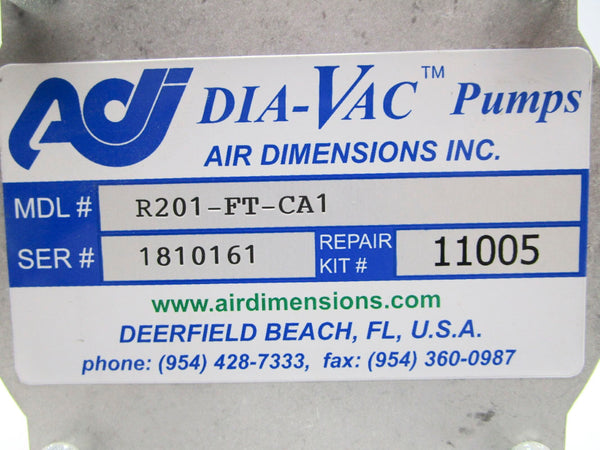 ADi DIA-VAC™ Pumps
AIR DIMENSIONS INC.
MDL # R201-FT-CA1
SER # 1810161 REPAIR KIT # 11005
www.airdimensions.com
DEERFIELD BEACH, FL, U.S.A.
phone: (954) 428-7333, fax: (954) 360-0987